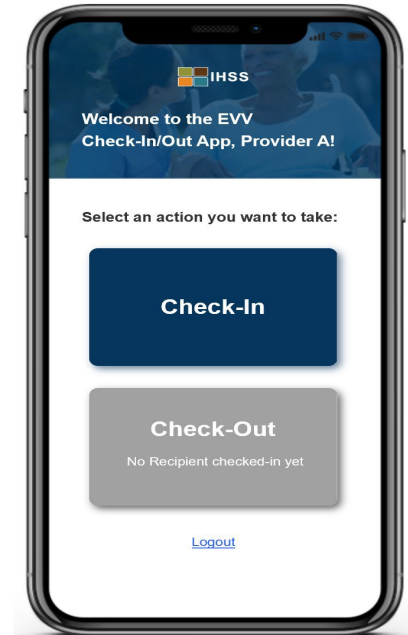 IHSS
Welcome to the EVV
Check-In/Out App, Provider A!
Select an action you want to take:
Check-In
Check-Out
No Recipient checked-in yet
Logout